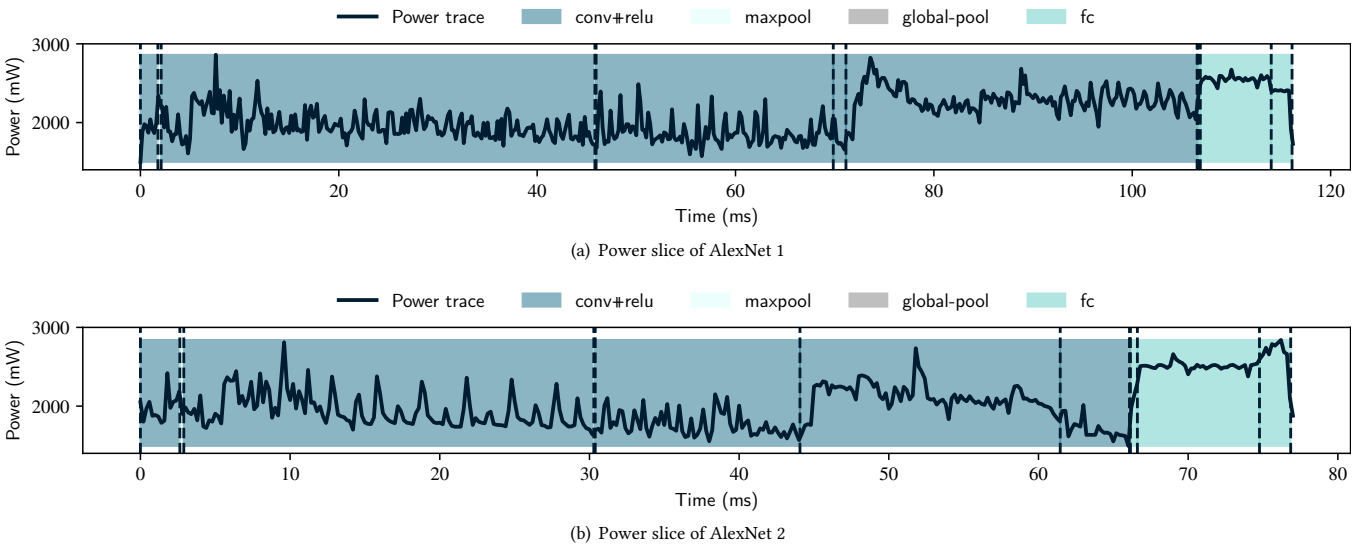 Power trace conv+relu maxpool global-pool fc
3000
2000
Power (mW)
0 20 40 60 80 100 120
Time (ms)
(a) Power slice of AlexNet 1
Power trace conv+relu maxpool global-pool fc
3000
2000
Power (mW)
0 10 20 30 40 50 60 70 80
Time (ms)
(b) Power slice of AlexNet 2